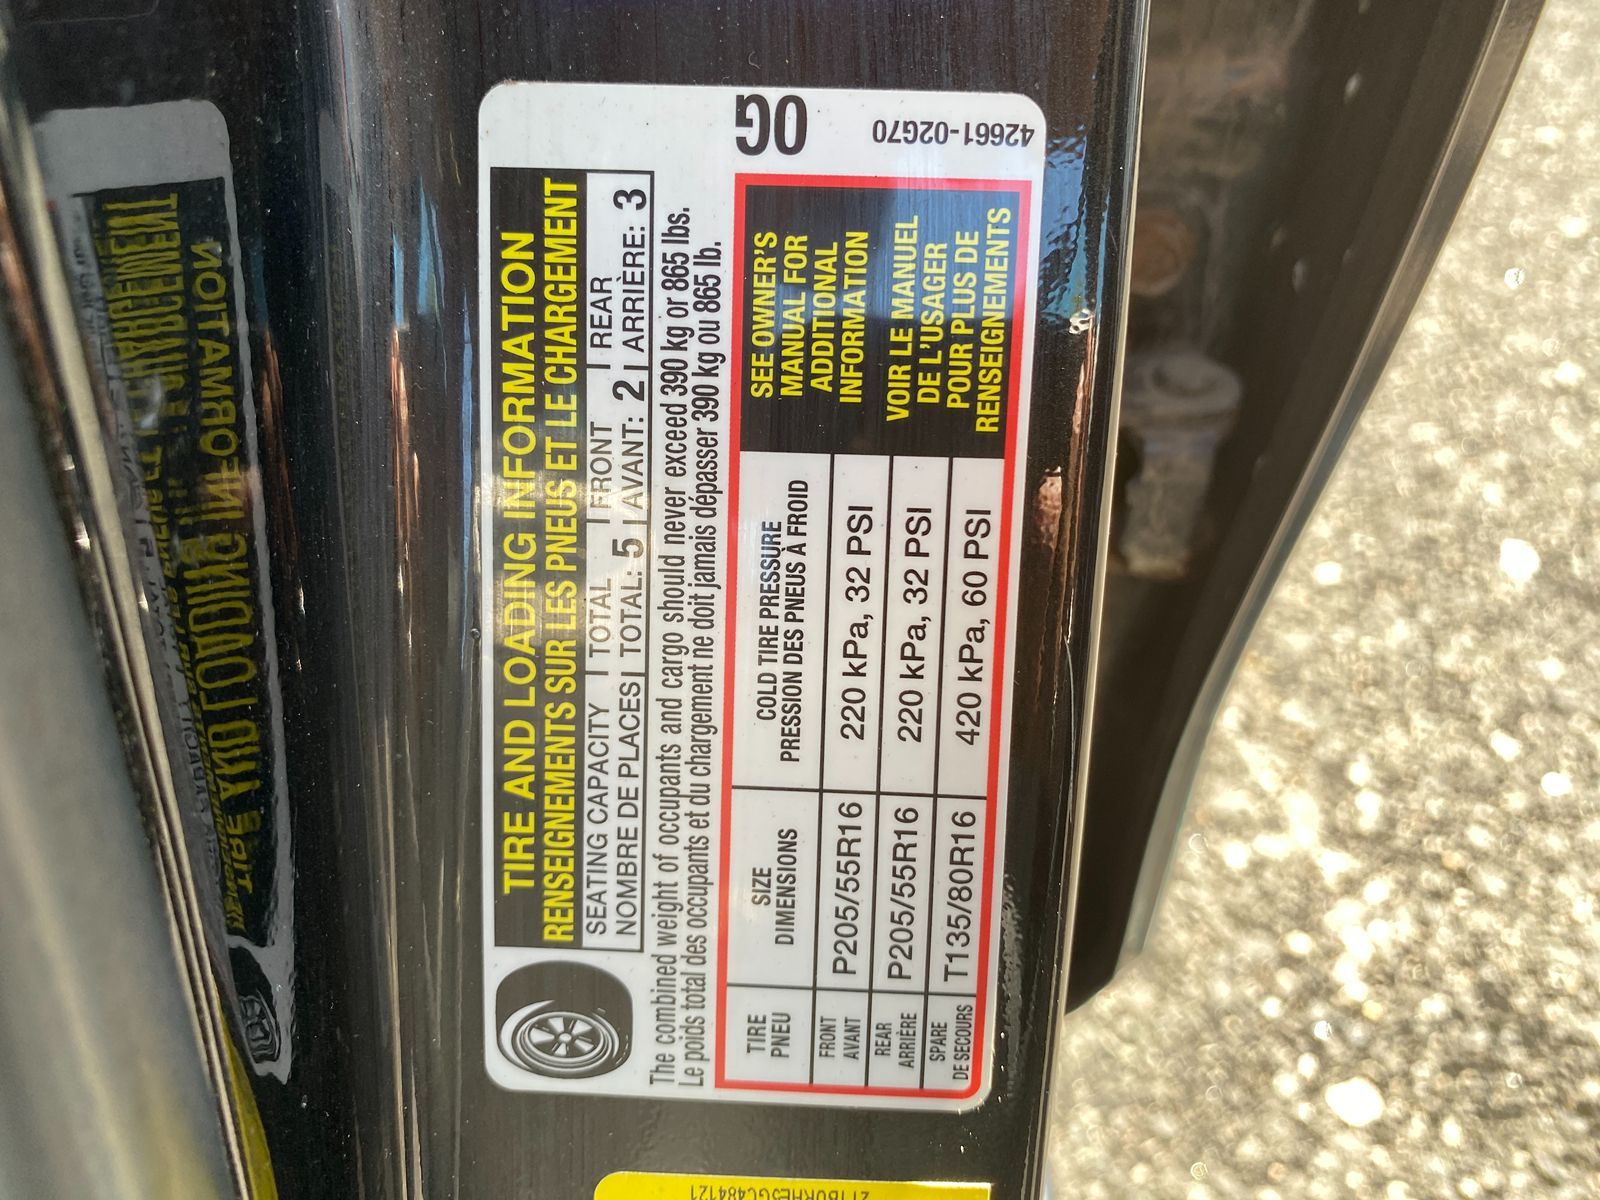 TIRE AND LOADING INFORMATION
RENSEIGNEMENTS SUR LES PNEUS ET LE CHARGEMENT
SEATING CAPACITY | TOTAL | FRONT | REAR
NOMBRE DE PLACES | TOTAL: 5 | AVANT: 2 | ARRIÈRE: 3
The combined weight of occupants and cargo should never exceed 390 kg or 865 lbs.
Le poids total des occupants et du chargement ne doit jamais dépasser 390 kg ou 865 lb.
TIRE
PNEU
SIZE
DIMENSIONS
COLD TIRE PRESSURE
PRESSION DES PNEUS À FROID
FRONT
AVANT
P205/55R16
220 kPa, 32 PSI
REAR
ARRIÈRE
P205/55R16
220 kPa, 32 PSI
SPARE
DE SECOURS
T135/80R16
420 kPa, 60 PSI
SEE OWNER'S
MANUAL FOR
ADDITIONAL
INFORMATION
VOIR LE MANUEL
DE L'USAGER
POUR PLUS DE
RENSEIGNEMENTS
0G
42661-02G70